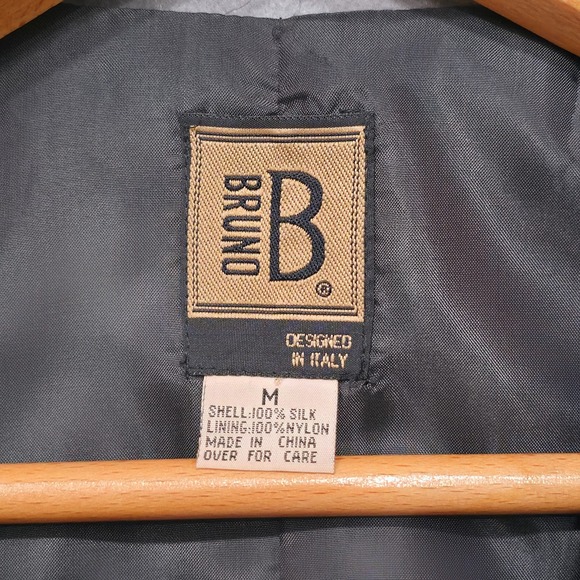 BRUNO
B
®
DESIGNED
IN ITALY
M
SHELL:100% SILK
LINING:100%NYLON
MADE IN CHINA
OVER FOR CARE